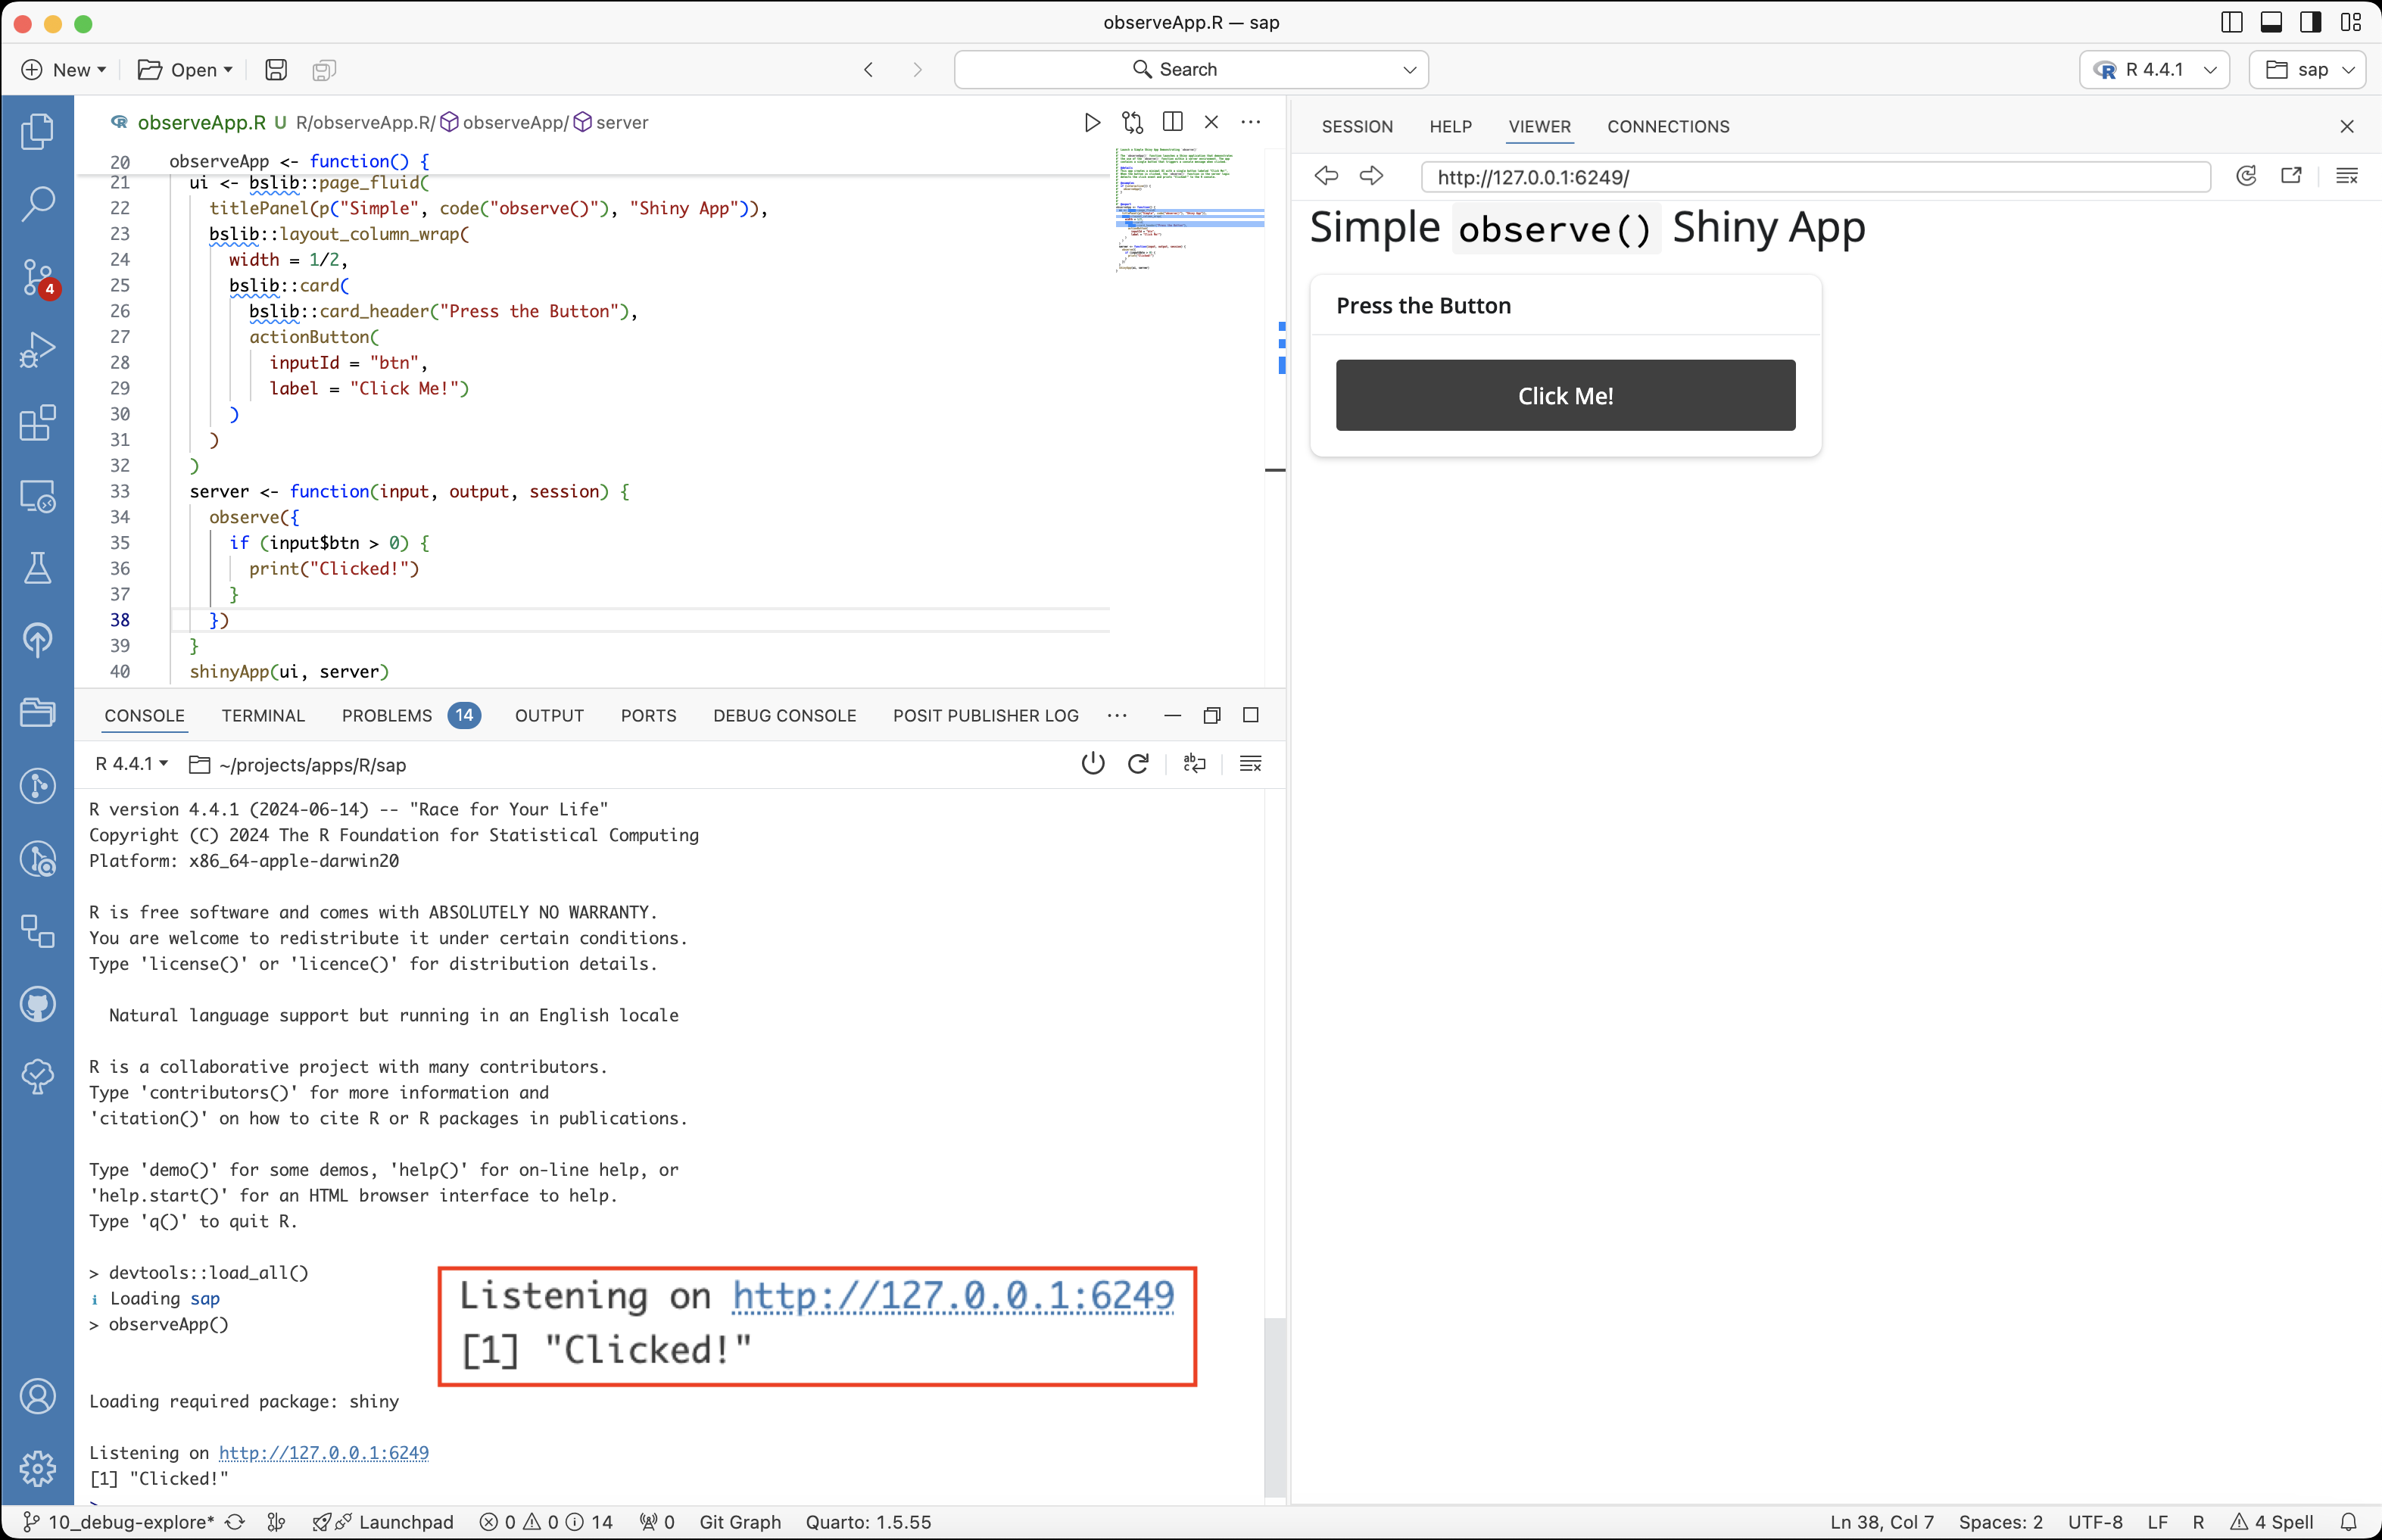 observeApp.R — sap
New
Open
Search
R 4.4.1
sap
observeApp.R U R/observeApp.R/ observeApp/ server
20 observeApp <- function() {
21 ui <- bslib::page_fluid(
22 titlePanel(p("Simple", code("observe()"), "Shiny App")),
23 bslib::layout_column_wrap(
24 width = 1/2,
25 bslib::card(
26 bslib::card_header("Press the Button"),
27 actionButton(
28 inputId = "btn",
29 label = "Click Me!")
30 )
31 )
32 )
33 server <- function(input, output, session) {
34 observe({
35 if (input$btn > 0) {
36 print("Clicked!")
37 }
38 })
39 }
40 shinyApp(ui, server)
4
CONSOLE TERMINAL PROBLEMS 14 OUTPUT PORTS DEBUG CONSOLE POSIT PUBLISHER LOG
R 4.4.1 ~/projects/apps/R/sap
R version 4.4.1 (2024-06-14) -- "Race for Your Life"
Copyright (C) 2024 The R Foundation for Statistical Computing
Platform: x86_64-apple-darwin20
R is free software and comes with ABSOLUTELY NO WARRANTY.
You are welcome to redistribute it under certain conditions.
Type 'license()' or 'licence()' for distribution details.
Natural language support but running in an English locale
R is a collaborative project with many contributors.
Type 'contributors()' for more information and
'citation()' on how to cite R or R packages in publications.
Type 'demo()' for some demos, 'help()' for on-line help, or
'help.start()' for an HTML browser interface to help.
Type 'q()' to quit R.
> devtools::load_all()
ℹ Loading sap
> observeApp()
Listening on http://127.0.0.1:6249
[1] "Clicked!"
Loading required package: shiny
Listening on http://127.0.0.1:6249
[1] "Clicked!"
SESSION HELP VIEWER CONNECTIONS
http://127.0.0.1:6249/
Simple observe() Shiny App
Press the Button
Click Me!
10_debug-explore* Launchpad 0 0 14 0 Git Graph Quarto: 1.5.55
Ln 38, Col 7 Spaces: 2 UTF-8 LF R 4 Spell